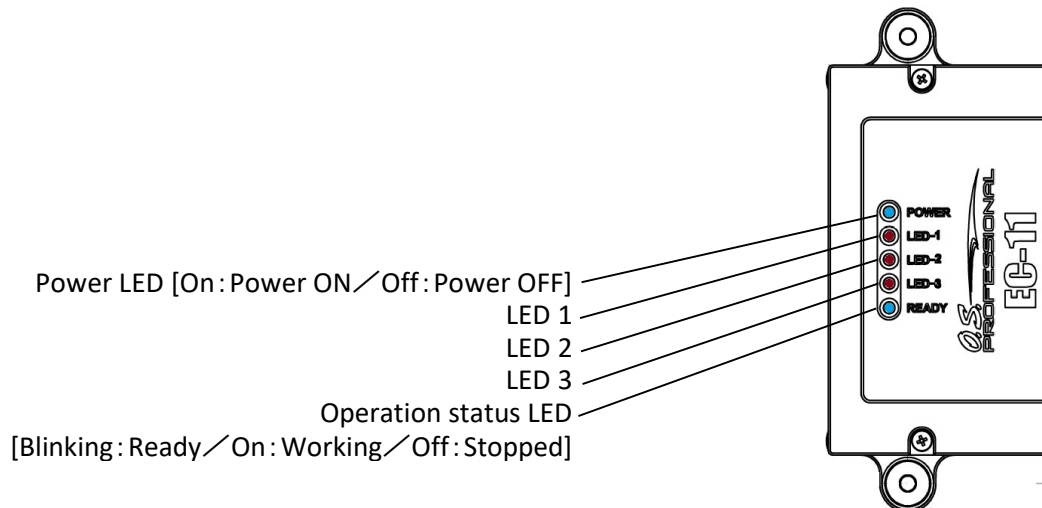 Power LED [On：Power ON／Off：Power OFF]
LED 1
LED 2
LED 3
Operation status LED
[Blinking：Ready／On：Working／Off：Stopped]
POWER
LED-1
LED-2
LED-3
READY
O.S.
PROFESSIONAL
EC-11